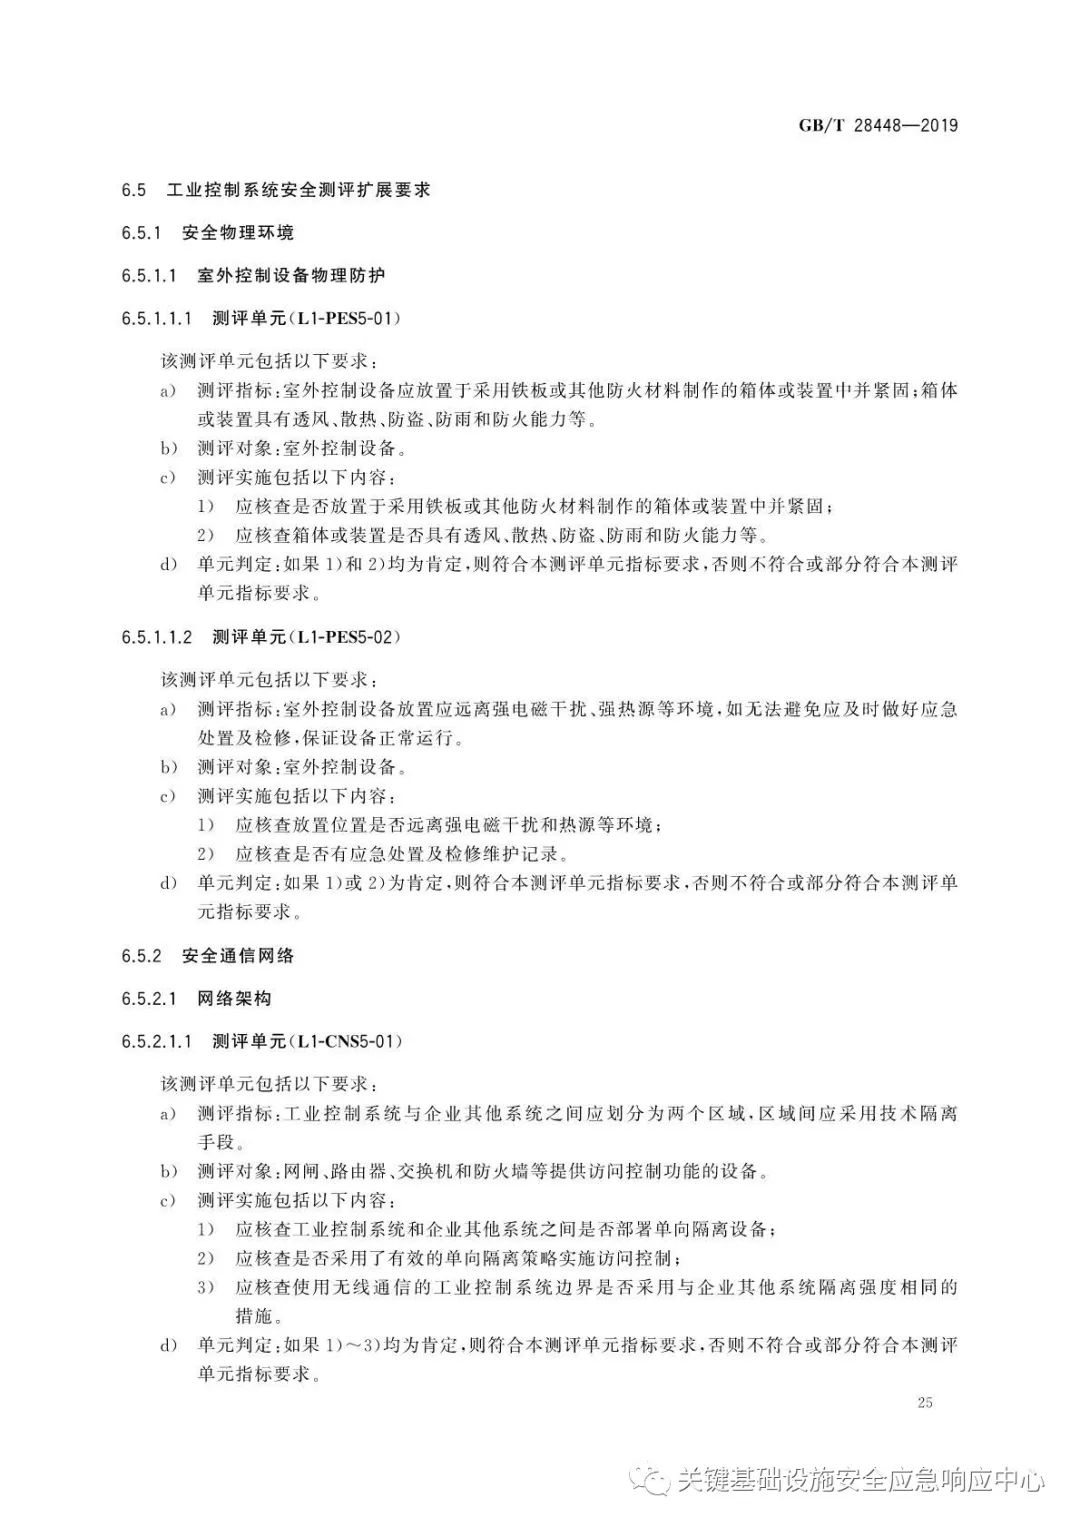 GB/T 28448—2019
6.5 工业控制系统安全测评扩展要求
6.5.1 安全物理环境
6.5.1.1 室外控制设备物理防护
6.5.1.1.1 测评单元(L1-PES5-01)
该测评单元包括以下要求:
a) 测评指标:室外控制设备应放置于采用铁板或其他防火材料制作的箱体或装置中并紧固;箱体
或装置具有透风、散热、防盗、防雨和防火能力等。
b) 测评对象:室外控制设备。
c) 测评实施包括以下内容:
1) 应核查是否放置于采用铁板或其他防火材料制作的箱体或装置中并紧固;
2) 应核查箱体或装置是否具有透风、散热、防盗、防雨和防火能力等。
d) 单元判定:如果 1)和 2)均为肯定,则符合本测评单元指标要求,否则不符合或部分符合本测评
单元指标要求。
6.5.1.1.2 测评单元(L1-PES5-02)
该测评单元包括以下要求:
a) 测评指标:室外控制设备放置应远离强电磁干扰、强热源等环境,如无法避免应及时做好应急
处置及检修,保证设备正常运行。
b) 测评对象:室外控制设备。
c) 测评实施包括以下内容:
1) 应核查放置位置是否远离强电磁干扰和热源等环境;
2) 应核查是否有应急处置及检修维护记录。
d) 单元判定:如果 1)或 2)为肯定,则符合本测评单元指标要求,否则不符合或部分符合本测评单
元指标要求。
6.5.2 安全通信网络
6.5.2.1 网络架构
6.5.2.1.1 测评单元(L1-CNS5-01)
该测评单元包括以下要求:
a) 测评指标:工业控制系统与企业其他系统之间应划分为两个区域,区域间应采用技术隔离
手段。
b) 测评对象:网闸、路由器、交换机和防火墙等提供访问控制功能的设备。
c) 测评实施包括以下内容:
1) 应核查工业控制系统和企业其他系统之间是否部署单向隔离设备;
2) 应核查是否采用了有效的单向隔离策略实施访问控制;
3) 应核查使用无线通信的工业控制系统边界是否采用与企业其他系统隔离强度相同的
措施。
d) 单元判定:如果 1)～3)均为肯定,则符合本测评单元指标要求,否则不符合或部分符合本测评
单元指标要求。
25
关键基础设施安全应急响应中心